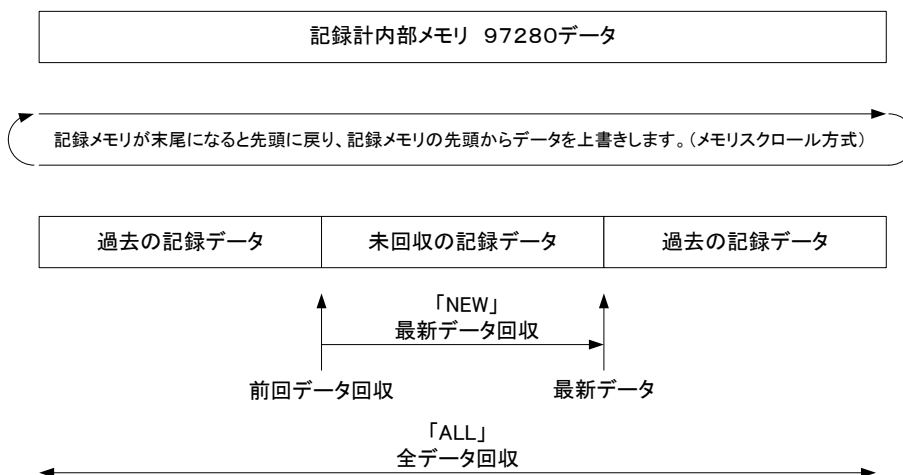 記録計内部メモリ 97280データ
記録メモリが末尾になると先頭に戻り、記録メモリの先頭からデータを上書きします。(メモリスクロール方式)
過去の記録データ 未回収の記録データ 過去の記録データ
「NEW」
最新データ回収
前回データ回収 最新データ
「ALL」
全データ回収